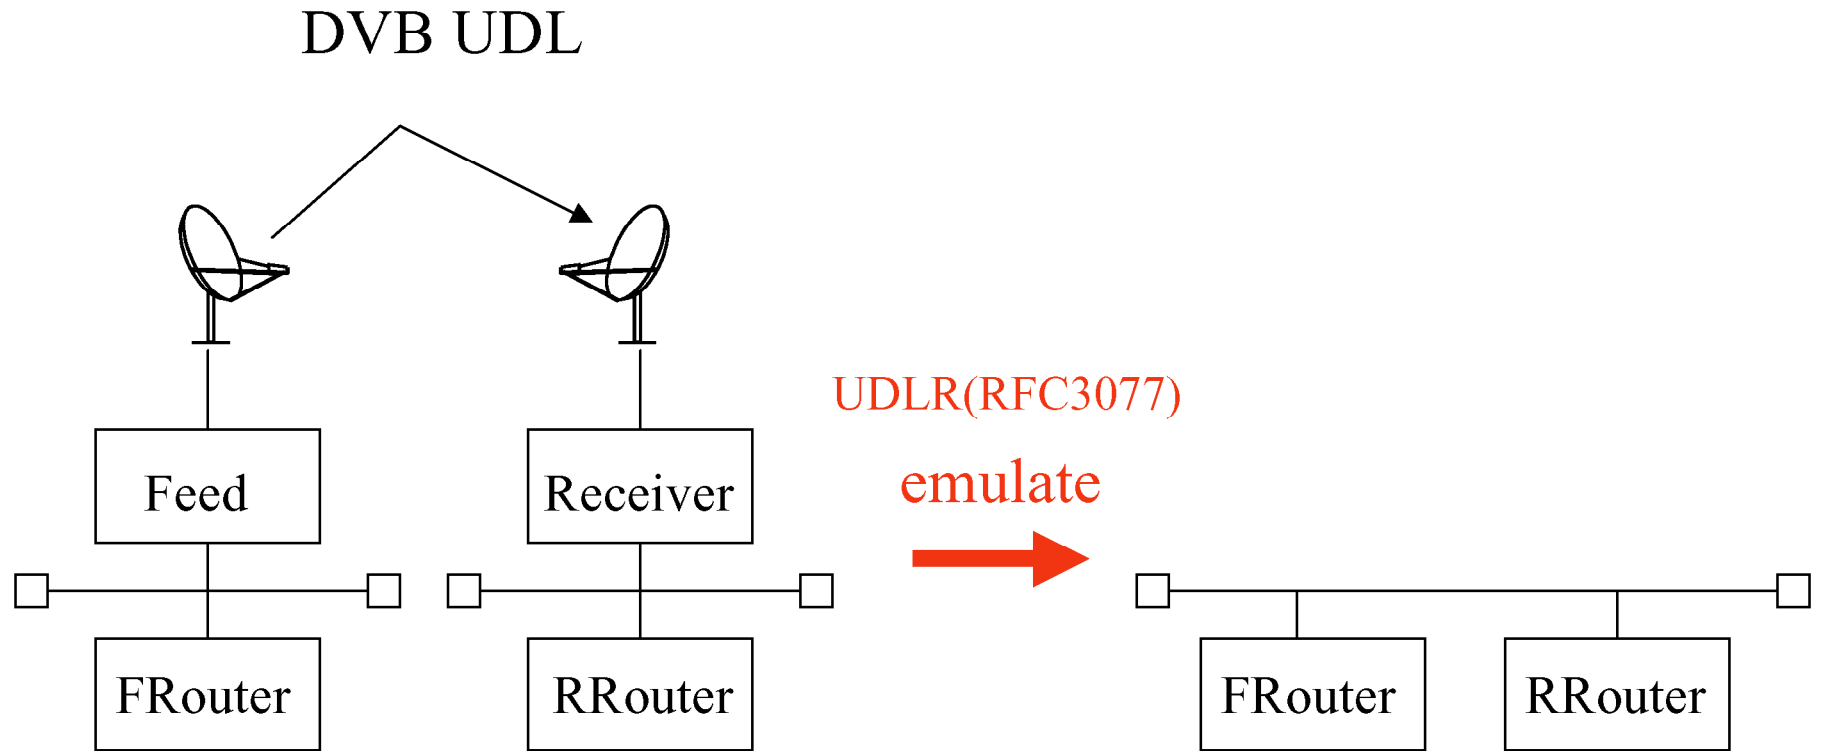 DVB UDL
UDLR(RFC3077)
emulate
Feed
Receiver
FRouter
RRouter
FRouter
RRouter